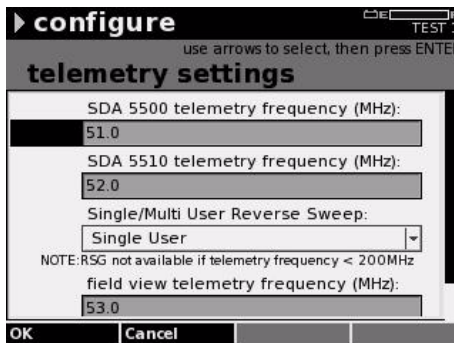 configure
TEST
use arrows to select, then press ENTE
telemetry settings
SDA 5500 telemetry frequency (MHz):
51.0
SDA 5510 telemetry frequency (MHz):
52.0
Single/Multi User Reverse Sweep:
Single User
NOTE:RSG not available if telemetry frequency < 200MHz
field view telemetry frequency (MHz):
53.0
OK Cancel